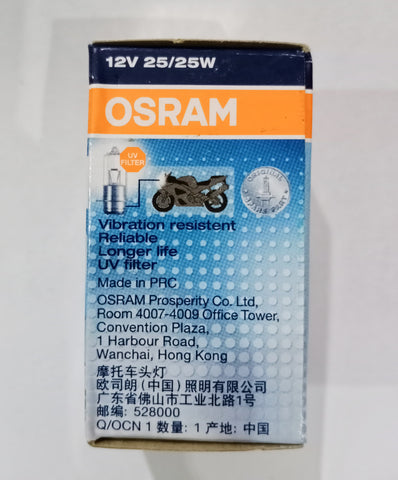 12V 25/25W
OSRAM
UV
FILTER
ORIGINAL
SPARE PART
Vibration resistent
Reliable
Longer life
UV filter
Made in PRC
OSRAM Prosperity Co. Ltd,
Room 4007-4009 Office Tower,
Convention Plaza,
1 Harbour Road,
Wanchai, Hong Kong
摩托车头灯
欧司朗(中国)照明有限公司
广东省佛山市工业北路1号
邮编: 528000
Q/OCN 1 数量: 1 产地: 中国